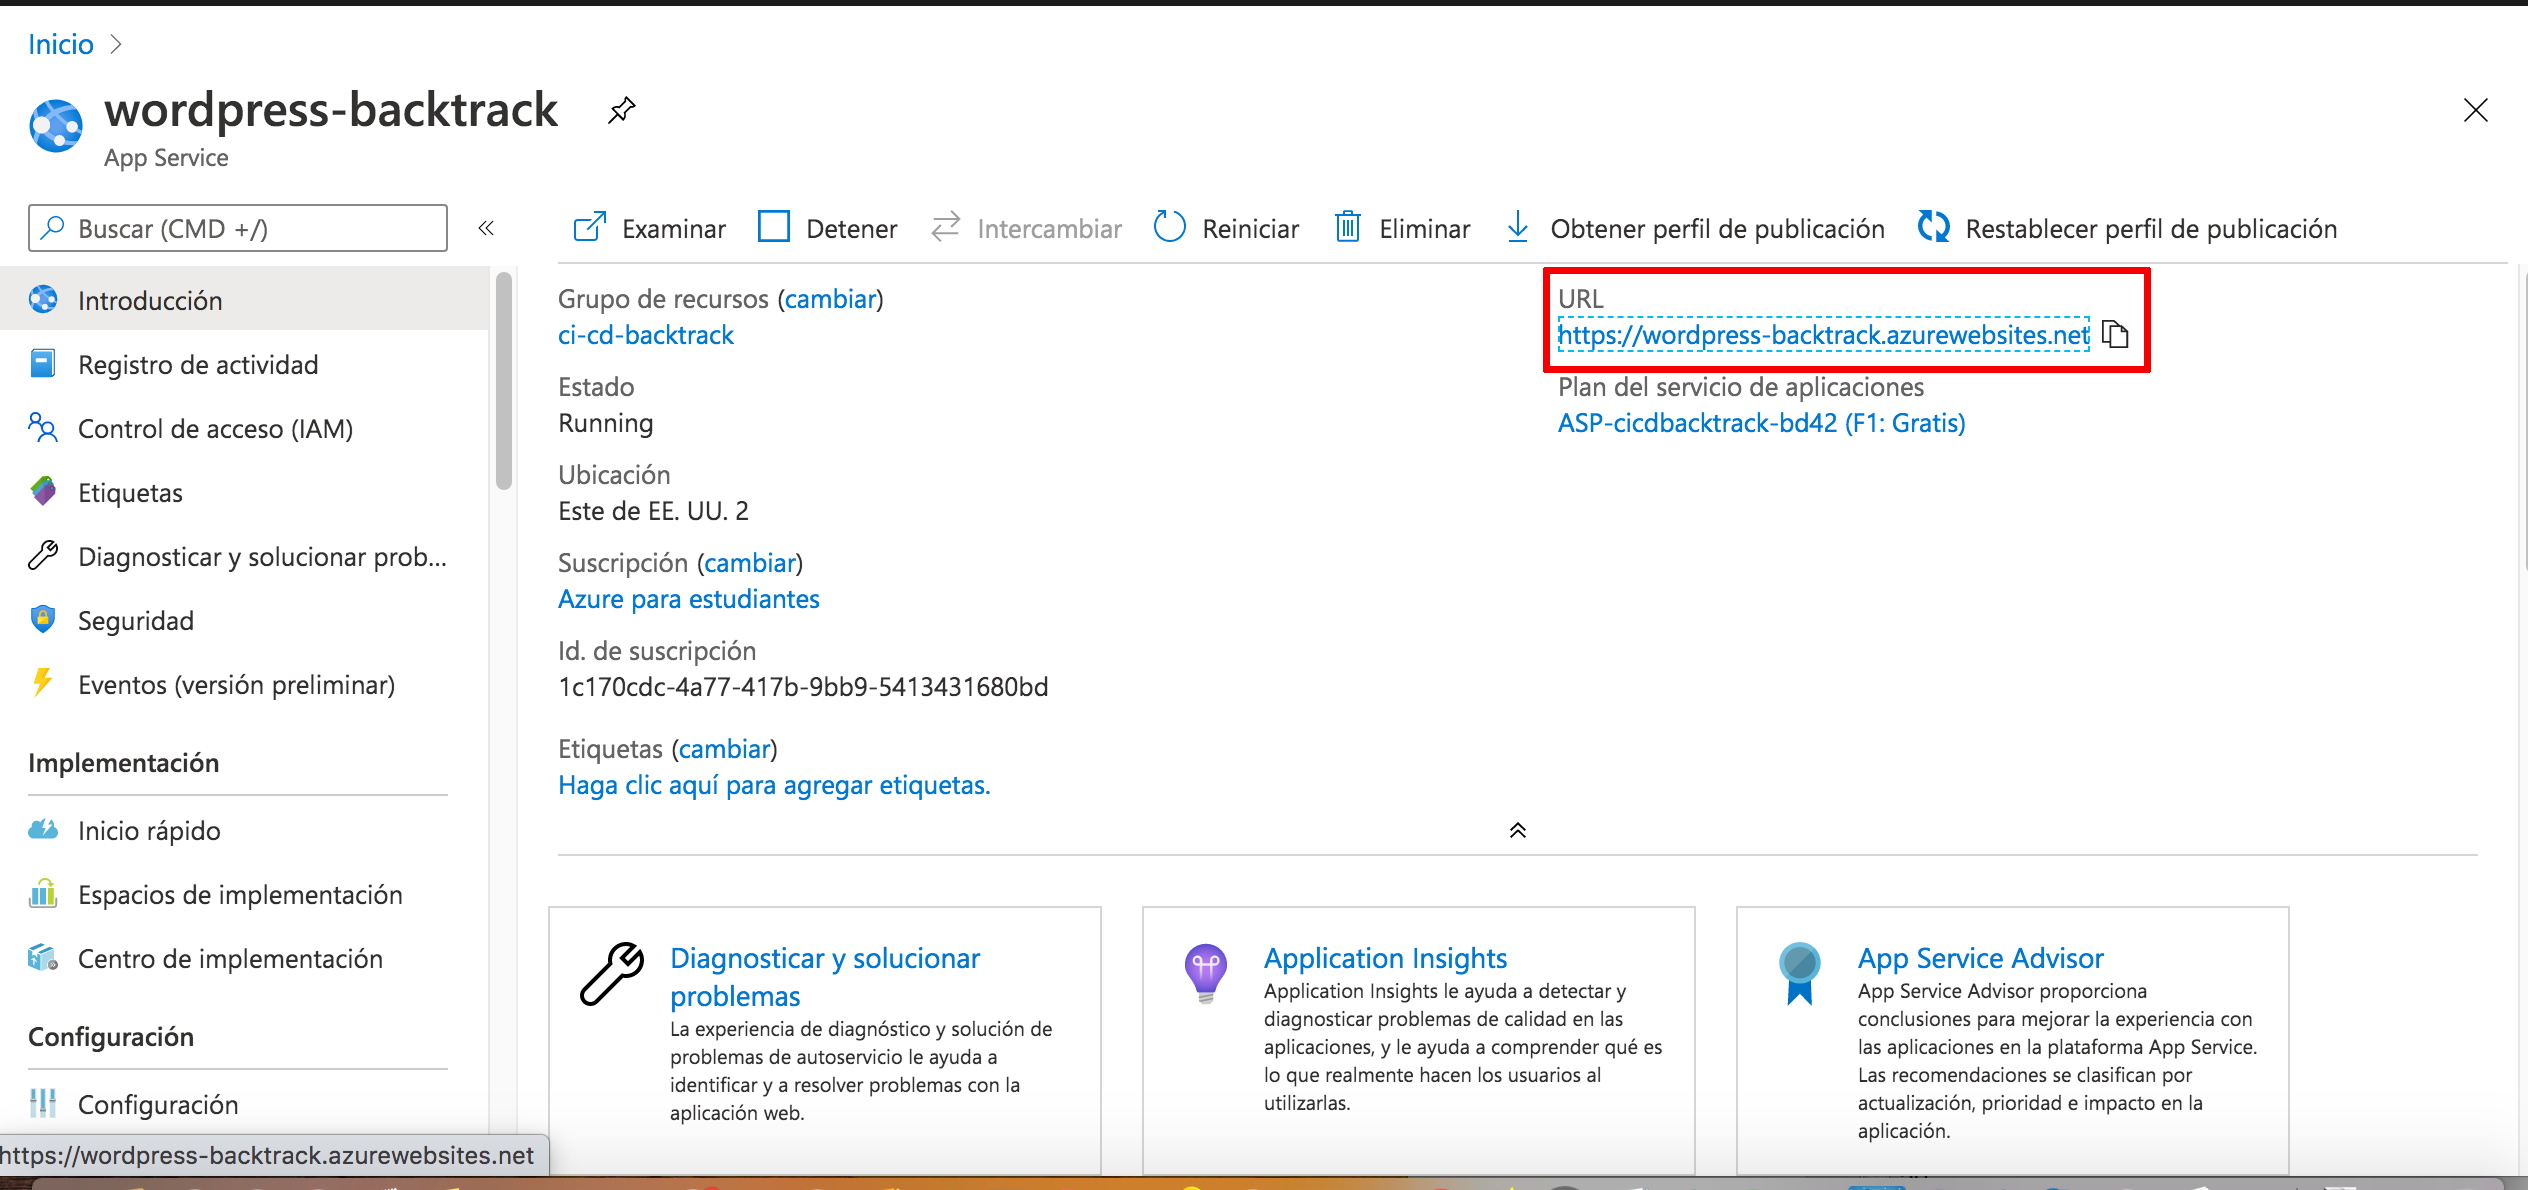 Inicio
wordpress-backtrack
App Service
Buscar (CMD +/)
«
Examinar
Detener
Intercambiar
Reiniciar
Eliminar
Obtener perfil de publicación
Restablecer perfil de publicación
Introducción
Registro de actividad
Control de acceso (IAM)
Etiquetas
Diagnosticar y solucionar prob...
Seguridad
Eventos (versión preliminar)
Implementación
Inicio rápido
Espacios de implementación
Centro de implementación
Configuración
Configuración
https://wordpress-backtrack.azurewebsites.net
Grupo de recursos (cambiar)
ci-cd-backtrack
Estado
Running
Ubicación
Este de EE. UU. 2
Suscripción (cambiar)
Azure para estudiantes
Id. de suscripción
1c170cdc-4a77-417b-9bb9-5413431680bd
Etiquetas (cambiar)
Haga clic aquí para agregar etiquetas.
URL
https://wordpress-backtrack.azurewebsites.net
Plan del servicio de aplicaciones
ASP-cicdbacktrack-bd42 (F1: Gratis)
Diagnosticar y solucionar
problemas
La experiencia de diagnóstico y solución de
problemas de autoservicio le ayuda a
identificar y a resolver problemas con la
aplicación web.
Application Insights
Application Insights le ayuda a detectar y
diagnosticar problemas de calidad en las
aplicaciones, y le ayuda a comprender qué es
lo que realmente hacen los usuarios al
utilizarlas.
App Service Advisor
App Service Advisor proporciona
conclusiones para mejorar la experiencia con
las aplicaciones en la plataforma App Service.
Las recomendaciones se clasifican por
actualización, prioridad e impacto en la
aplicación.